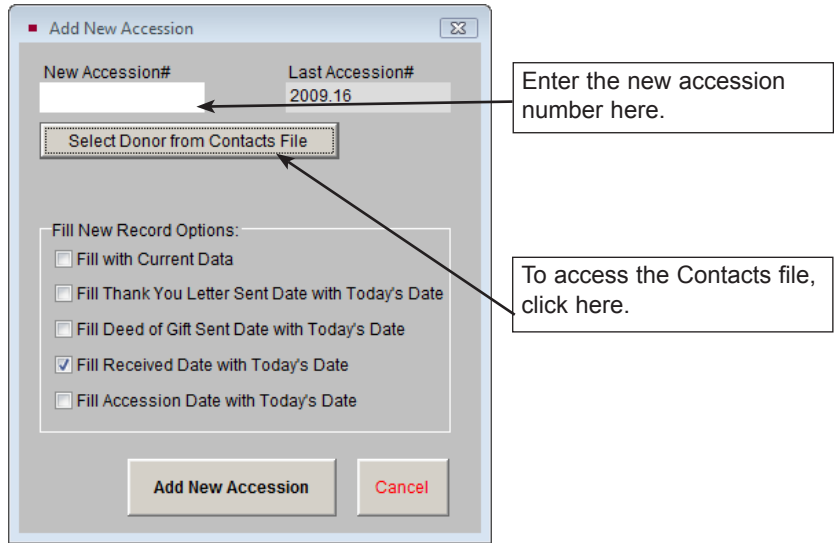 Add New Accession
New Accession#
Last Accession#
2009.16
Enter the new accession
number here.
Select Donor from Contacts File
Fill New Record Options:
Fill with Current Data
Fill Thank You Letter Sent Date with Today's Date
Fill Deed of Gift Sent Date with Today's Date
Fill Received Date with Today's Date
Fill Accession Date with Today's Date
To access the Contacts file,
click here.
Add New Accession
Cancel